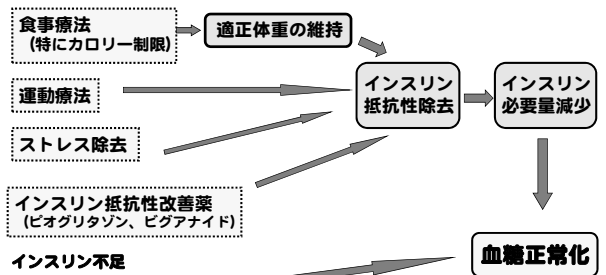 食事療法
(特にカロリー制限)
適正体重の維持
運動療法
インスリン
抵抗性除去
インスリン
必要量減少
ストレス除去
インスリン抵抗性改善薬
(ピオグリタゾン、ビグアナイド)
インスリン不足
血糖正常化